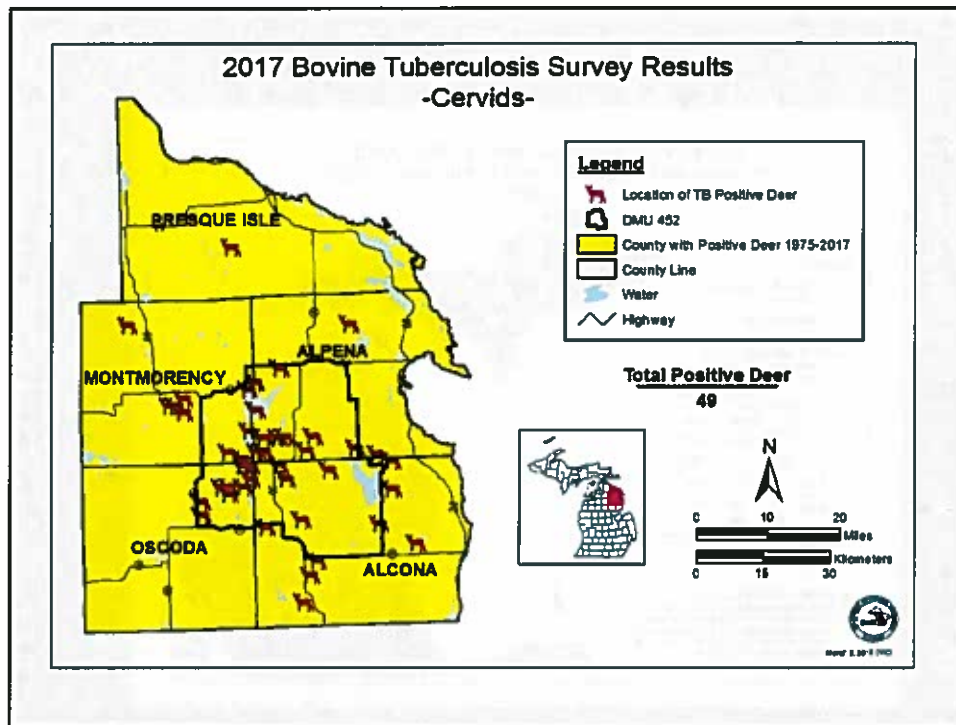 2017 Bovine Tuberculosis Survey Results
-Cervids-
Legend
Location of TB Positive Deer
DMU 452
County with Positive Deer 1975-2017
County Line
Water
Highway
PRESQUE ISLE
ALPENA
MONTMORENCY
OSCODA
ALCONA
Total Positive Deer
49
N
0 10 20
Miles
Kilometers
0 15 30